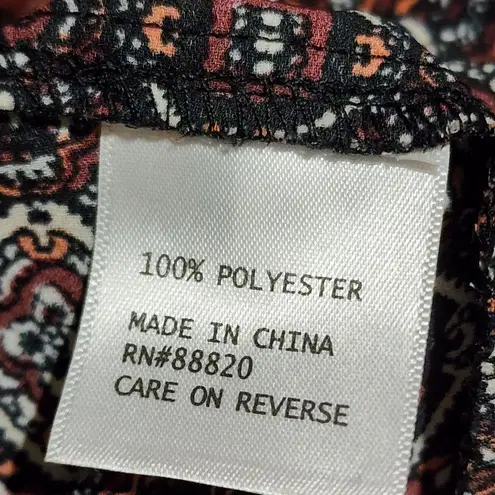 100% POLYESTER
MADE IN CHINA
RN#88820
CARE ON REVERSE